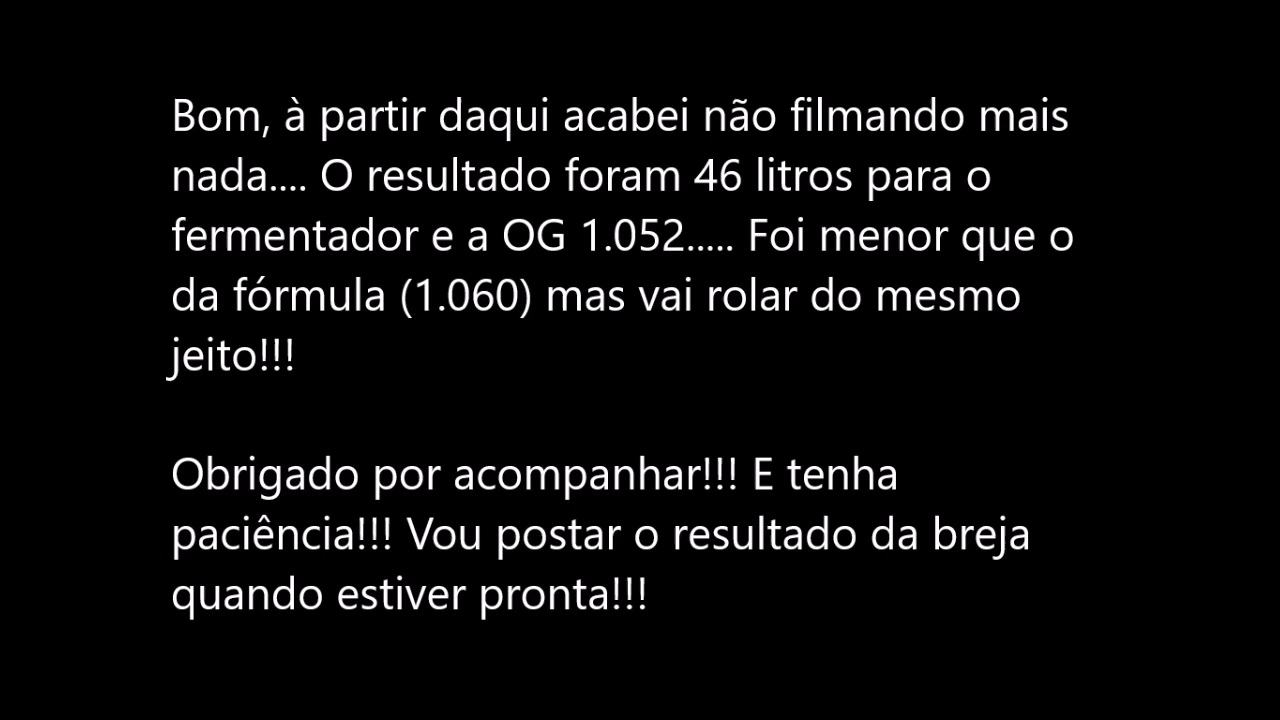 Bom, à partir daqui acabei não filmando mais
nada.... O resultado foram 46 litros para o
fermentador e a OG 1.052..... Foi menor que o
da fórmula (1.060) mas vai rolar do mesmo
jeito!!!
Obrigado por acompanhar!!! E tenha
paciência!!! Vou postar o resultado da breja
quando estiver pronta!!!